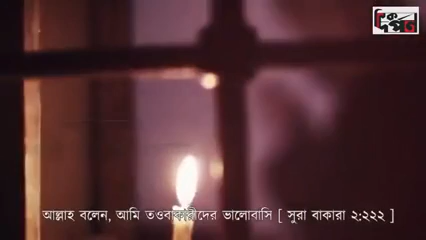 আল্লাহ বলেন, আমি তওবাকারীদের ভালোবাসি [ সুরা বাকারা ২:২২২ ]